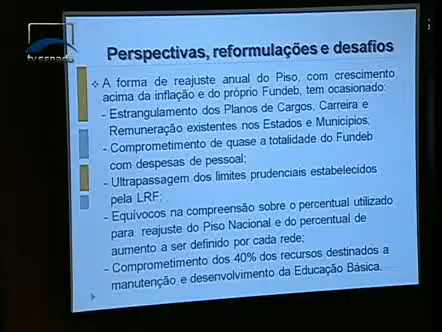 tv senado
Perspectivas, reformulações e desafios
A forma de reajuste anual do Piso, com crescimento
acima da inflação e do próprio Fundeb, tem ocasionado:
- Estrangulamento dos Planos de Cargos, Carreira e
Remuneração existentes nos Estados e Municípios;
- Comprometimento de quase a totalidade do Fundeb
com despesas de pessoal;
- Ultrapassagem dos limites prudenciais estabelecidos
pela LRF;
- Equívocos na compreensão sobre o percentual utilizado
para reajuste do Piso Nacional e do percentual de
aumento a ser definido por cada rede;
- Comprometimento dos 40% dos recursos destinados a
manutenção e desenvolvimento da Educação Básica.